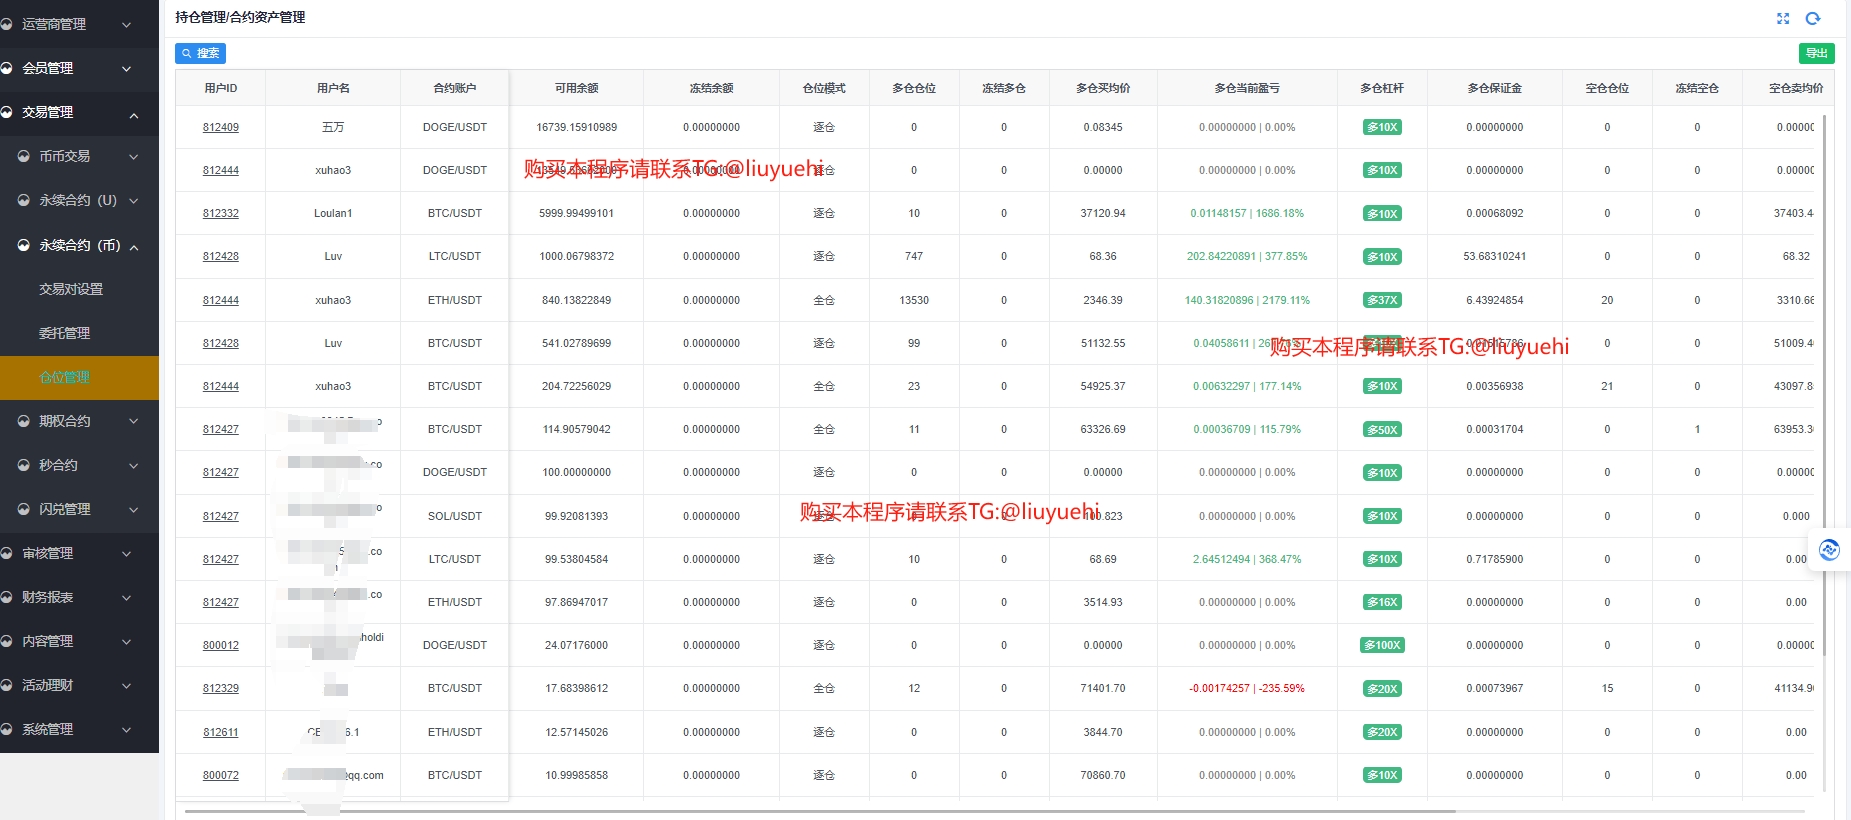 运营商管理
会员管理
交易管理
币币交易
永续合约（U）
永续合约（币）
交易对设置
委托管理
仓位管理
期权合约
秒合约
闪兑管理
审核管理
财务报表
内容管理
活动理财
系统管理
持仓管理/合约资产管理
搜索
导出
用户ID 用户名 合约账户 可用余额 冻结余额 仓位模式 多仓仓位 冻结多仓 多仓买均价 多仓当前盈亏 多仓杠杆 多仓保证金 空仓仓位 冻结空仓 空仓卖均价
812409 五万 DOGE/USDT 16739.15910989 0.00000000 逐仓 0 0 0.08345 0.00000000 | 0.00% 多10X 0.00000000 0 0 0.0000
812444 xuhao3 DOGE/USDT 逐仓 0 0 0.00000 0.00000000 | 0.00% 多10X 0.00000000 0 0 0.0000
购买本程序请联系TG:@liuyuehi
812332 Loulan1 BTC/USDT 5999.99499101 0.00000000 逐仓 10 0 37120.94 0.01148157 | 1686.18% 多10X 0.00068092 0 0 37403.4
812428 Luv LTC/USDT 1000.06798372 0.00000000 逐仓 747 0 68.36 202.84220891 | 377.85% 多10X 53.68310241 0 0 68.32
812444 xuhao3 ETH/USDT 840.13822849 0.00000000 全仓 13530 0 2346.39 140.31820896 | 2179.11% 多37X 6.43924854 20 0 3310.66
812428 Luv BTC/USDT 541.02789699 0.00000000 逐仓 99 0 51132.55 0.04058611 | 0 0 51009.4
购买本程序请联系TG:@liuyuehi
812444 xuhao3 BTC/USDT 204.72256029 0.00000000 全仓 23 0 54925.37 0.00632297 | 177.14% 多10X 0.00356938 21 0 43097.8
812427 BTC/USDT 114.90579042 0.00000000 全仓 11 0 63326.69 0.00036709 | 115.79% 多50X 0.00031704 0 1 63953.3
812427 .co DOGE/USDT 100.00000000 0.00000000 逐仓 0 0 0.00000 0.00000000 | 0.00% 多10X 0.00000000 0 0 0.0000
812427 SOL/USDT 99.92081393 0.00000000 0.00000000 | 0.00% 多10X 0.00000000 0 0 0.000
购买本程序请联系TG:@liuyuehi
812427 .co LTC/USDT 99.53804584 0.00000000 逐仓 10 0 68.69 2.64512494 | 368.47% 多10X 0.71785900 0 0 0.00
812427 .co ETH/USDT 97.86947017 0.00000000 逐仓 0 0 3514.93 0.00000000 | 0.00% 多16X 0.00000000 0 0 0.00
800012 holdi DOGE/USDT 24.07176000 0.00000000 逐仓 0 0 0.00000 0.00000000 | 0.00% 多100X 0.00000000 0 0 0.0000
812329 BTC/USDT 17.68398612 0.00000000 全仓 12 0 71401.70 -0.00174257 | -235.59% 多20X 0.00073967 15 0 41134.9
812611 6.1 ETH/USDT 12.57145026 0.00000000 逐仓 0 0 3844.70 0.00000000 | 0.00% 多20X 0.00000000 0 0 0.00
800072 @qq.com BTC/USDT 10.99985858 0.00000000 逐仓 0 0 70860.70 0.00000000 | 0.00% 多10X 0.00000000 0 0 0.00